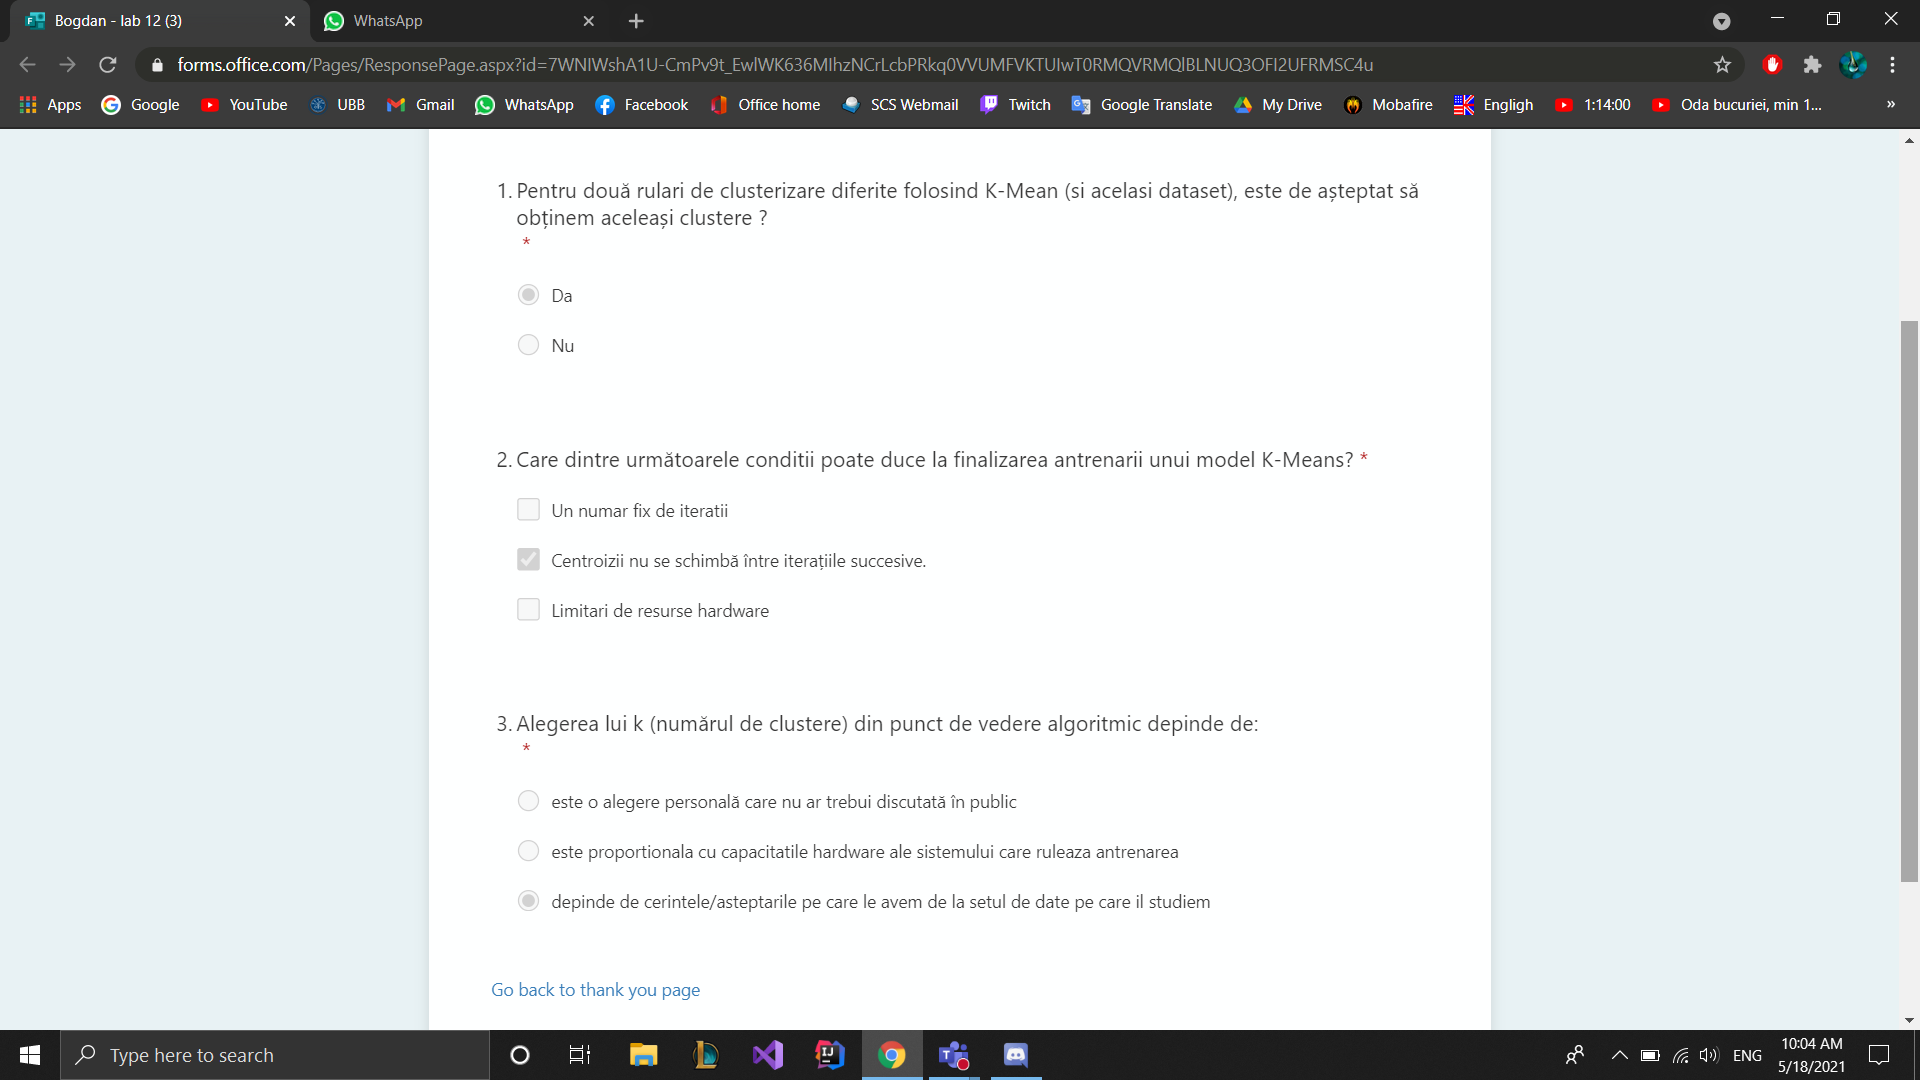 Bogdan - lab 12 (3)
WhatsApp
forms.office.com/Pages/ResponsePage.aspx?id=7WNIWshA1U-CmPv9t_EwlWK636MIhzNCrLcbPRkq0VVUMFVKTUIwT0RMQVRMQlBLNUQ3OFI2UFRMSC4u
Apps
Google
YouTube
UBB
Gmail
WhatsApp
Facebook
Office home
SCS Webmail
Twitch
Google Translate
My Drive
Mobafire
Engligh
1:14:00
Oda bucuriei, min 1...
»
1. Pentru două rulari de clusterizare diferite folosind K-Mean (si acelasi dataset), este de așteptat să
obținem aceleași clustere ?
*
Da
Nu
2. Care dintre următoarele conditii poate duce la finalizarea antrenarii unui model K-Means? *
Un numar fix de iteratii
Centroizii nu se schimbă între iterațiile succesive.
Limitari de resurse hardware
3. Alegerea lui k (numărul de clustere) din punct de vedere algoritmic depinde de:
*
este o alegere personală care nu ar trebui discutată în public
este proportionala cu capacitatile hardware ale sistemului care ruleaza antrenarea
depinde de cerintele/asteptarile pe care le avem de la setul de date pe care il studiem
Go back to thank you page
Type here to search
ENG
10:04 AM
5/18/2021